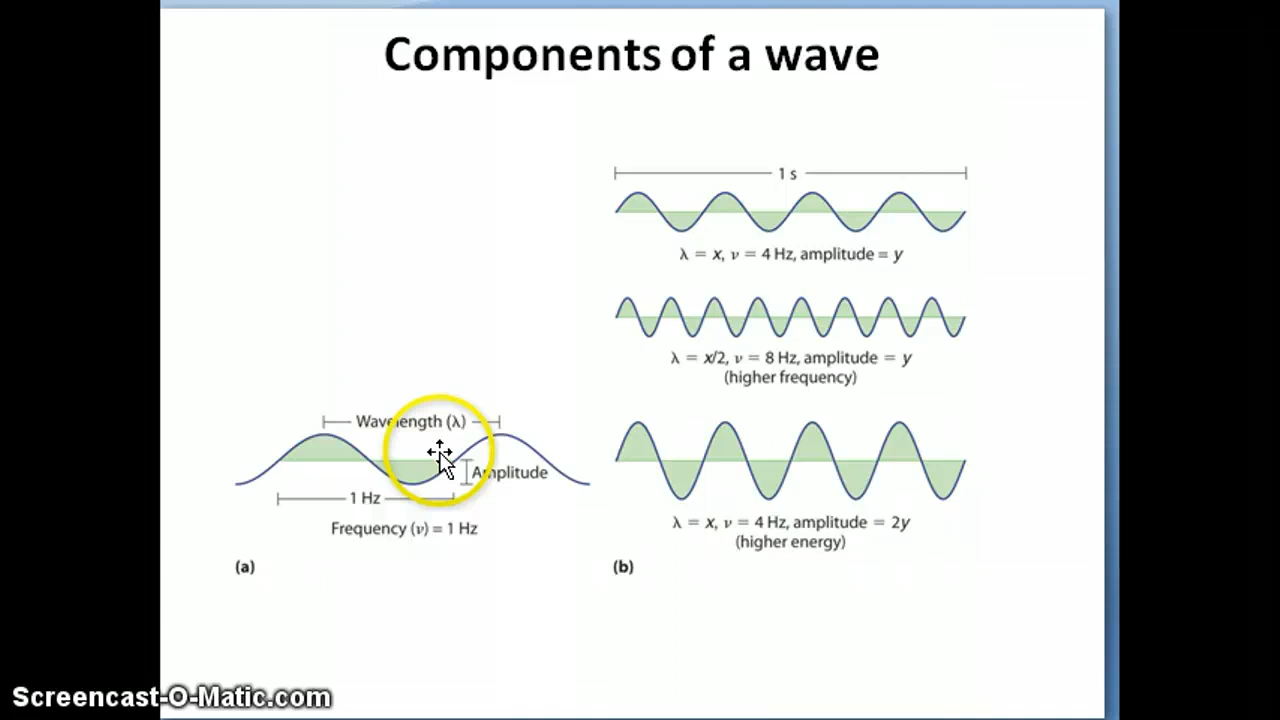 Components of a wave
1 s
λ = x, ν = 4 Hz, amplitude = y
λ = x/2, ν = 8 Hz, amplitude = y
(higher frequency)
Wavelength (λ)
Amplitude
1 Hz
Frequency (ν) = 1 Hz
λ = x, ν = 4 Hz, amplitude = 2y
(higher energy)
(a)
(b)
Screencast-O-Matic.com